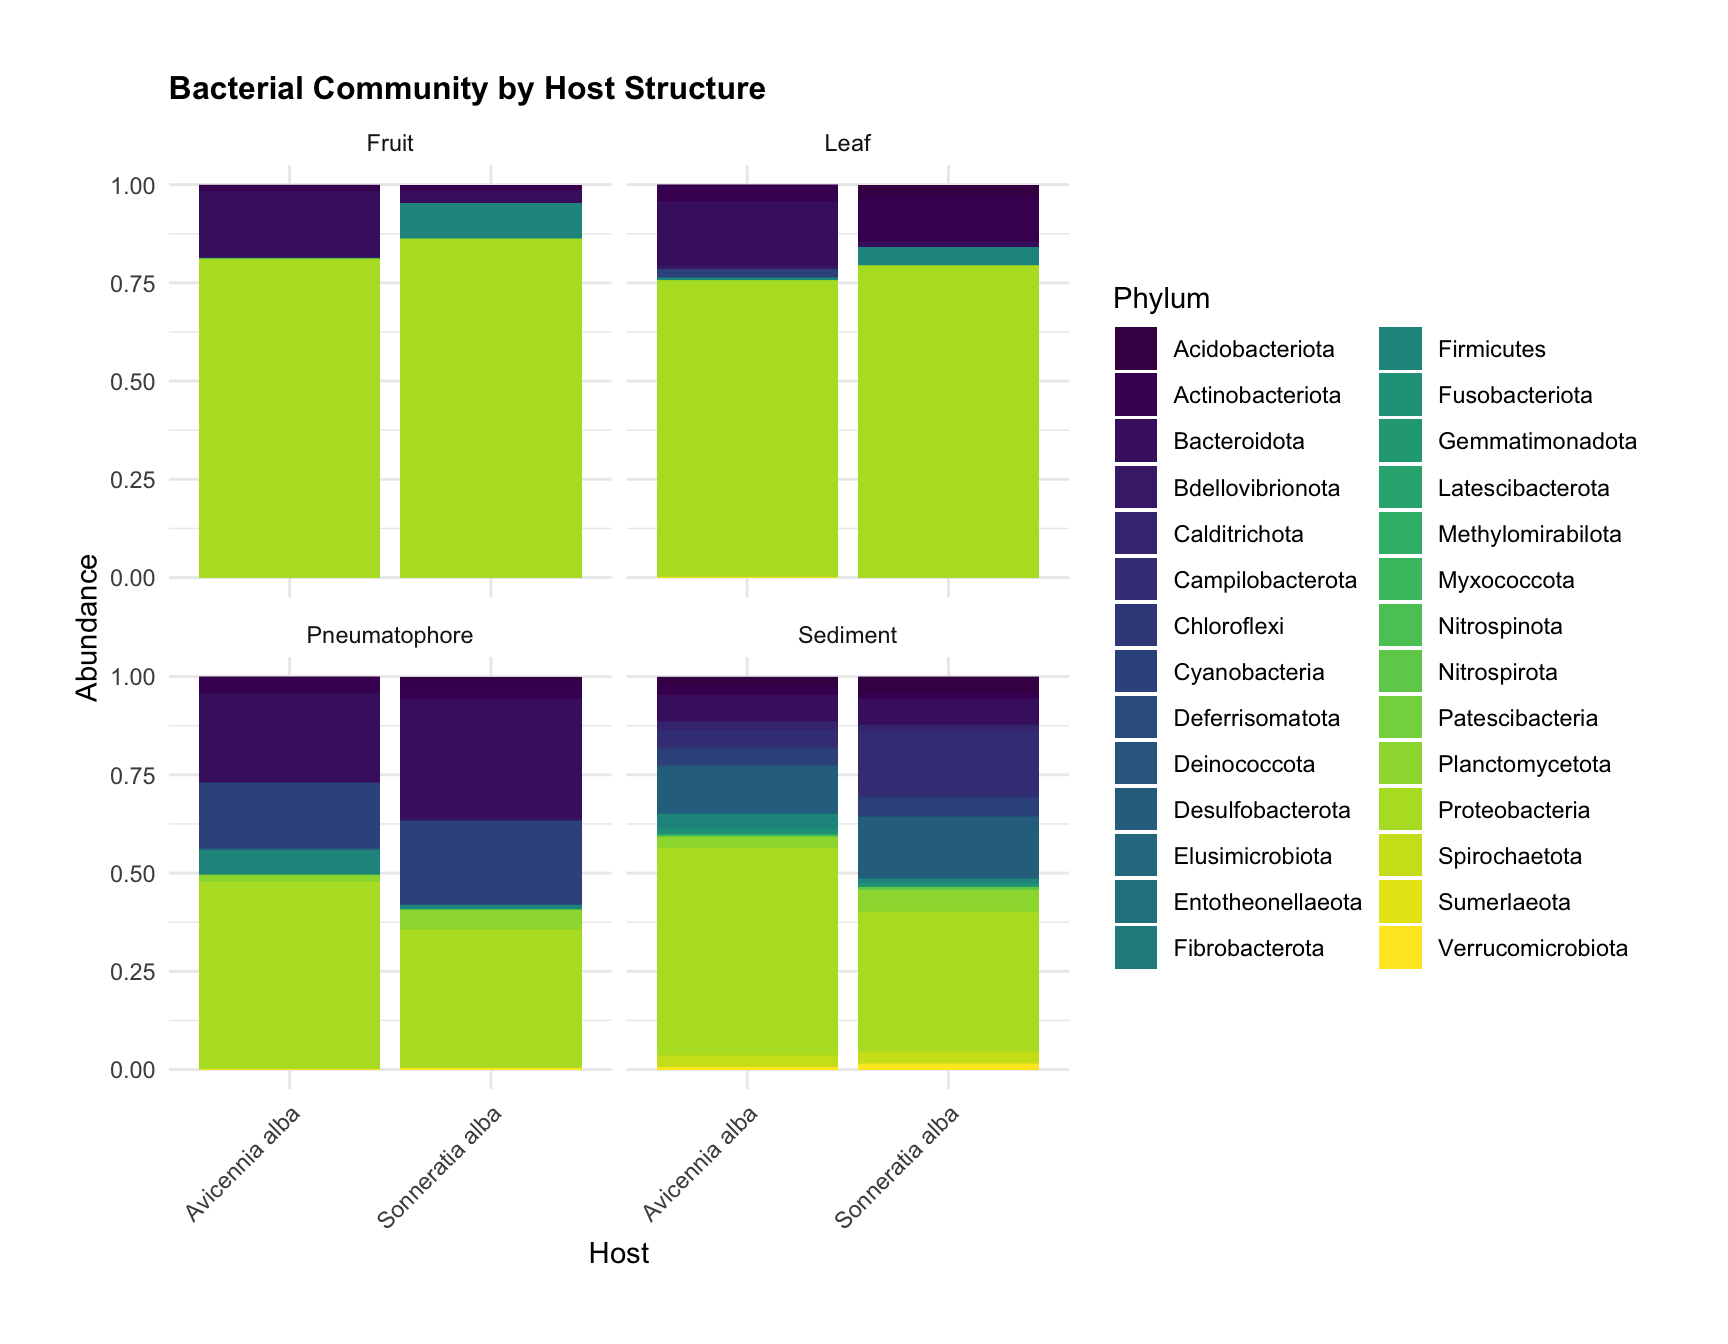 Bacterial Community by Host Structure
Fruit
Leaf
1.00
0.75
0.50
0.25
0.00
Pneumatophore
Sediment
1.00
0.75
0.50
0.25
0.00
Abundance
Avicennia alba
Sonneratia alba
Avicennia alba
Sonneratia alba
Host
Phylum
Acidobacteriota
Actinobacteriota
Bacteroidota
Bdellovibrionota
Calditrichota
Campilobacterota
Chloroflexi
Cyanobacteria
Deferrisomatota
Deinococcota
Desulfobacterota
Elusimicrobiota
Entotheonellaeota
Fibrobacterota
Firmicutes
Fusobacteriota
Gemmatimonadota
Latescibacterota
Methylomirabilota
Myxococcota
Nitrospinota
Nitrospirota
Patescibacteria
Planctomycetota
Proteobacteria
Spirochaetota
Sumerlaeota
Verrucomicrobiota